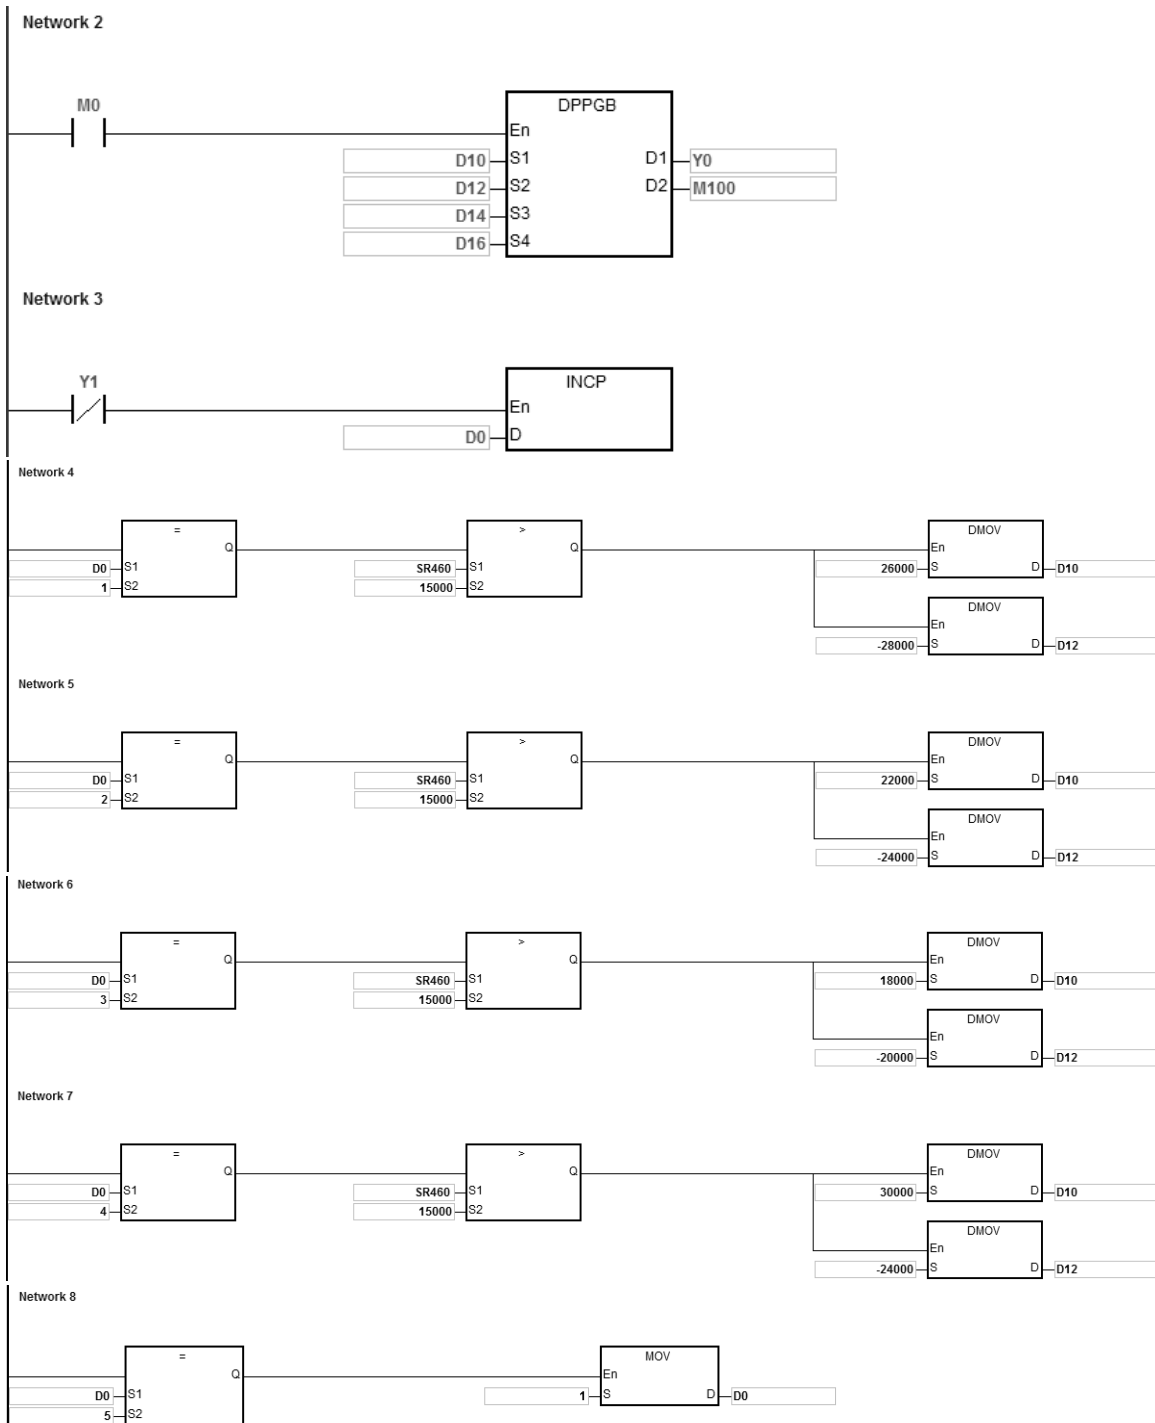 Network 2
M0
DPPGB
En
D10 S1 D1 Y0
D12 S2 D2 M100
D14 S3
D16 S4
Network 3
Y1
INCP
En
D0 D
Network 4
= > DMOV
Q Q En
D0 S1 SR460 S1 26000 S D D10
1 S2 15000 S2
DMOV
En
-28000 S D D12
Network 5
= > DMOV
Q Q En
D0 S1 SR460 S1 22000 S D D10
2 S2 15000 S2
DMOV
En
-24000 S D D12
Network 6
= > DMOV
Q Q En
D0 S1 SR460 S1 18000 S D D10
3 S2 15000 S2
DMOV
En
-20000 S D D12
Network 7
= > DMOV
Q Q En
D0 S1 SR460 S1 30000 S D D10
4 S2 15000 S2
DMOV
En
-24000 S D D12
Network 8
= MOV
Q En
D0 S1 1 S D D0
5 S2